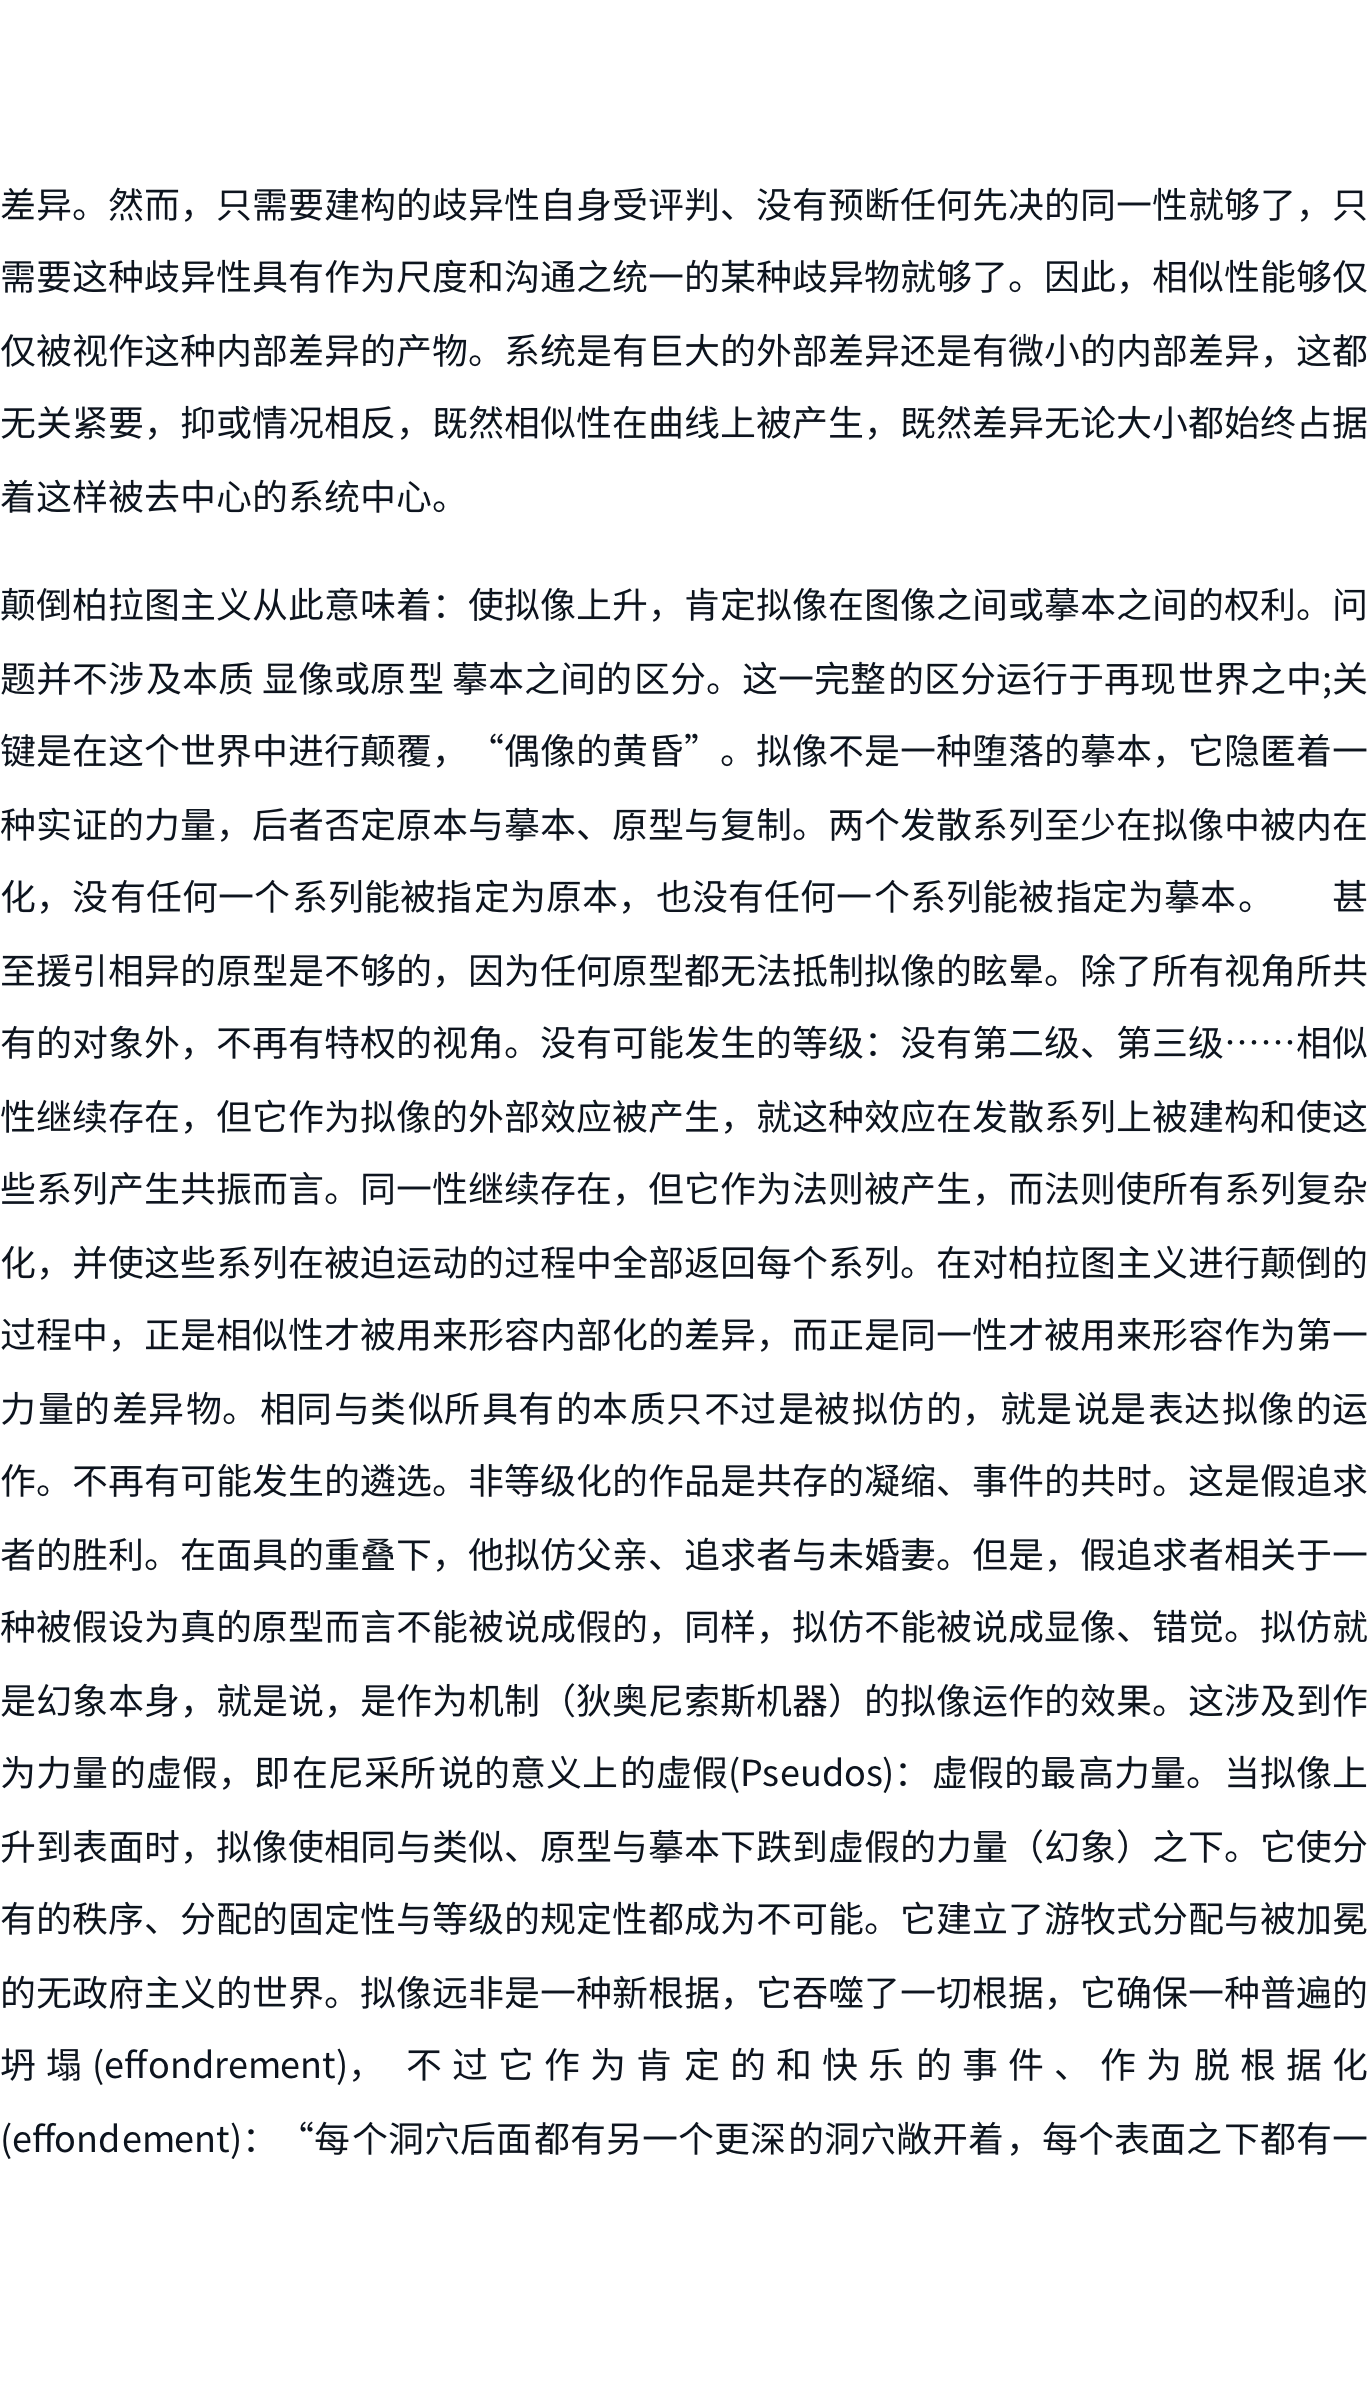 差异。然而，只需要建构的歧异性自身受评判、没有预断任何先决的同一性就够了，只
需要这种歧异性具有作为尺度和沟通之统一的某种歧异物就够了。因此，相似性能够仅
仅被视作这种内部差异的产物。系统是有巨大的外部差异还是有微小的内部差异，这都
无关紧要，抑或情况相反，既然相似性在曲线上被产生，既然差异无论大小都始终占据
着这样被去中心的系统中心。
颠倒柏拉图主义从此意味着：使拟像上升，肯定拟像在图像之间或摹本之间的权利。问
题并不涉及本质 显像或原型 摹本之间的区分。这一完整的区分运行于再现世界之中;关
键是在这个世界中进行颠覆，“偶像的黄昏”。拟像不是一种堕落的摹本，它隐匿着一
种实证的力量，后者否定原本与摹本、原型与复制。两个发散系列至少在拟像中被内在
化，没有任何一个系列能被指定为原本，也没有任何一个系列能被指定为摹本。　甚
至援引相异的原型是不够的，因为任何原型都无法抵制拟像的眩晕。除了所有视角所共
有的对象外，不再有特权的视角。没有可能发生的等级：没有第二级、第三级……相似
性继续存在，但它作为拟像的外部效应被产生，就这种效应在发散系列上被建构和使这
些系列产生共振而言。同一性继续存在，但它作为法则被产生，而法则使所有系列复杂
化，并使这些系列在被迫运动的过程中全部返回每个系列。在对柏拉图主义进行颠倒的
过程中，正是相似性才被用来形容内部化的差异，而正是同一性才被用来形容作为第一
力量的差异物。相同与类似所具有的本质只不过是被拟仿的，就是说是表达拟像的运
作。不再有可能发生的遴选。非等级化的作品是共存的凝缩、事件的共时。这是假追求
者的胜利。在面具的重叠下，他拟仿父亲、追求者与未婚妻。但是，假追求者相关于一
种被假设为真的原型而言不能被说成假的，同样，拟仿不能被说成显像、错觉。拟仿就
是幻象本身，就是说，是作为机制（狄奥尼索斯机器）的拟像运作的效果。这涉及到作
为力量的虚假，即在尼采所说的意义上的虚假(Pseudos)：虚假的最高力量。当拟像上
升到表面时，拟像使相同与类似、原型与摹本下跌到虚假的力量（幻象）之下。它使分
有的秩序、分配的固定性与等级的规定性都成为不可能。它建立了游牧式分配与被加冕
的无政府主义的世界。拟像远非是一种新根据，它吞噬了一切根据，它确保一种普遍的
坍塌(effondrement)，不过它作为肯定的和快乐的事件、作为脱根据化
(effondement)：“每个洞穴后面都有另一个更深的洞穴敞开着，每个表面之下都有一